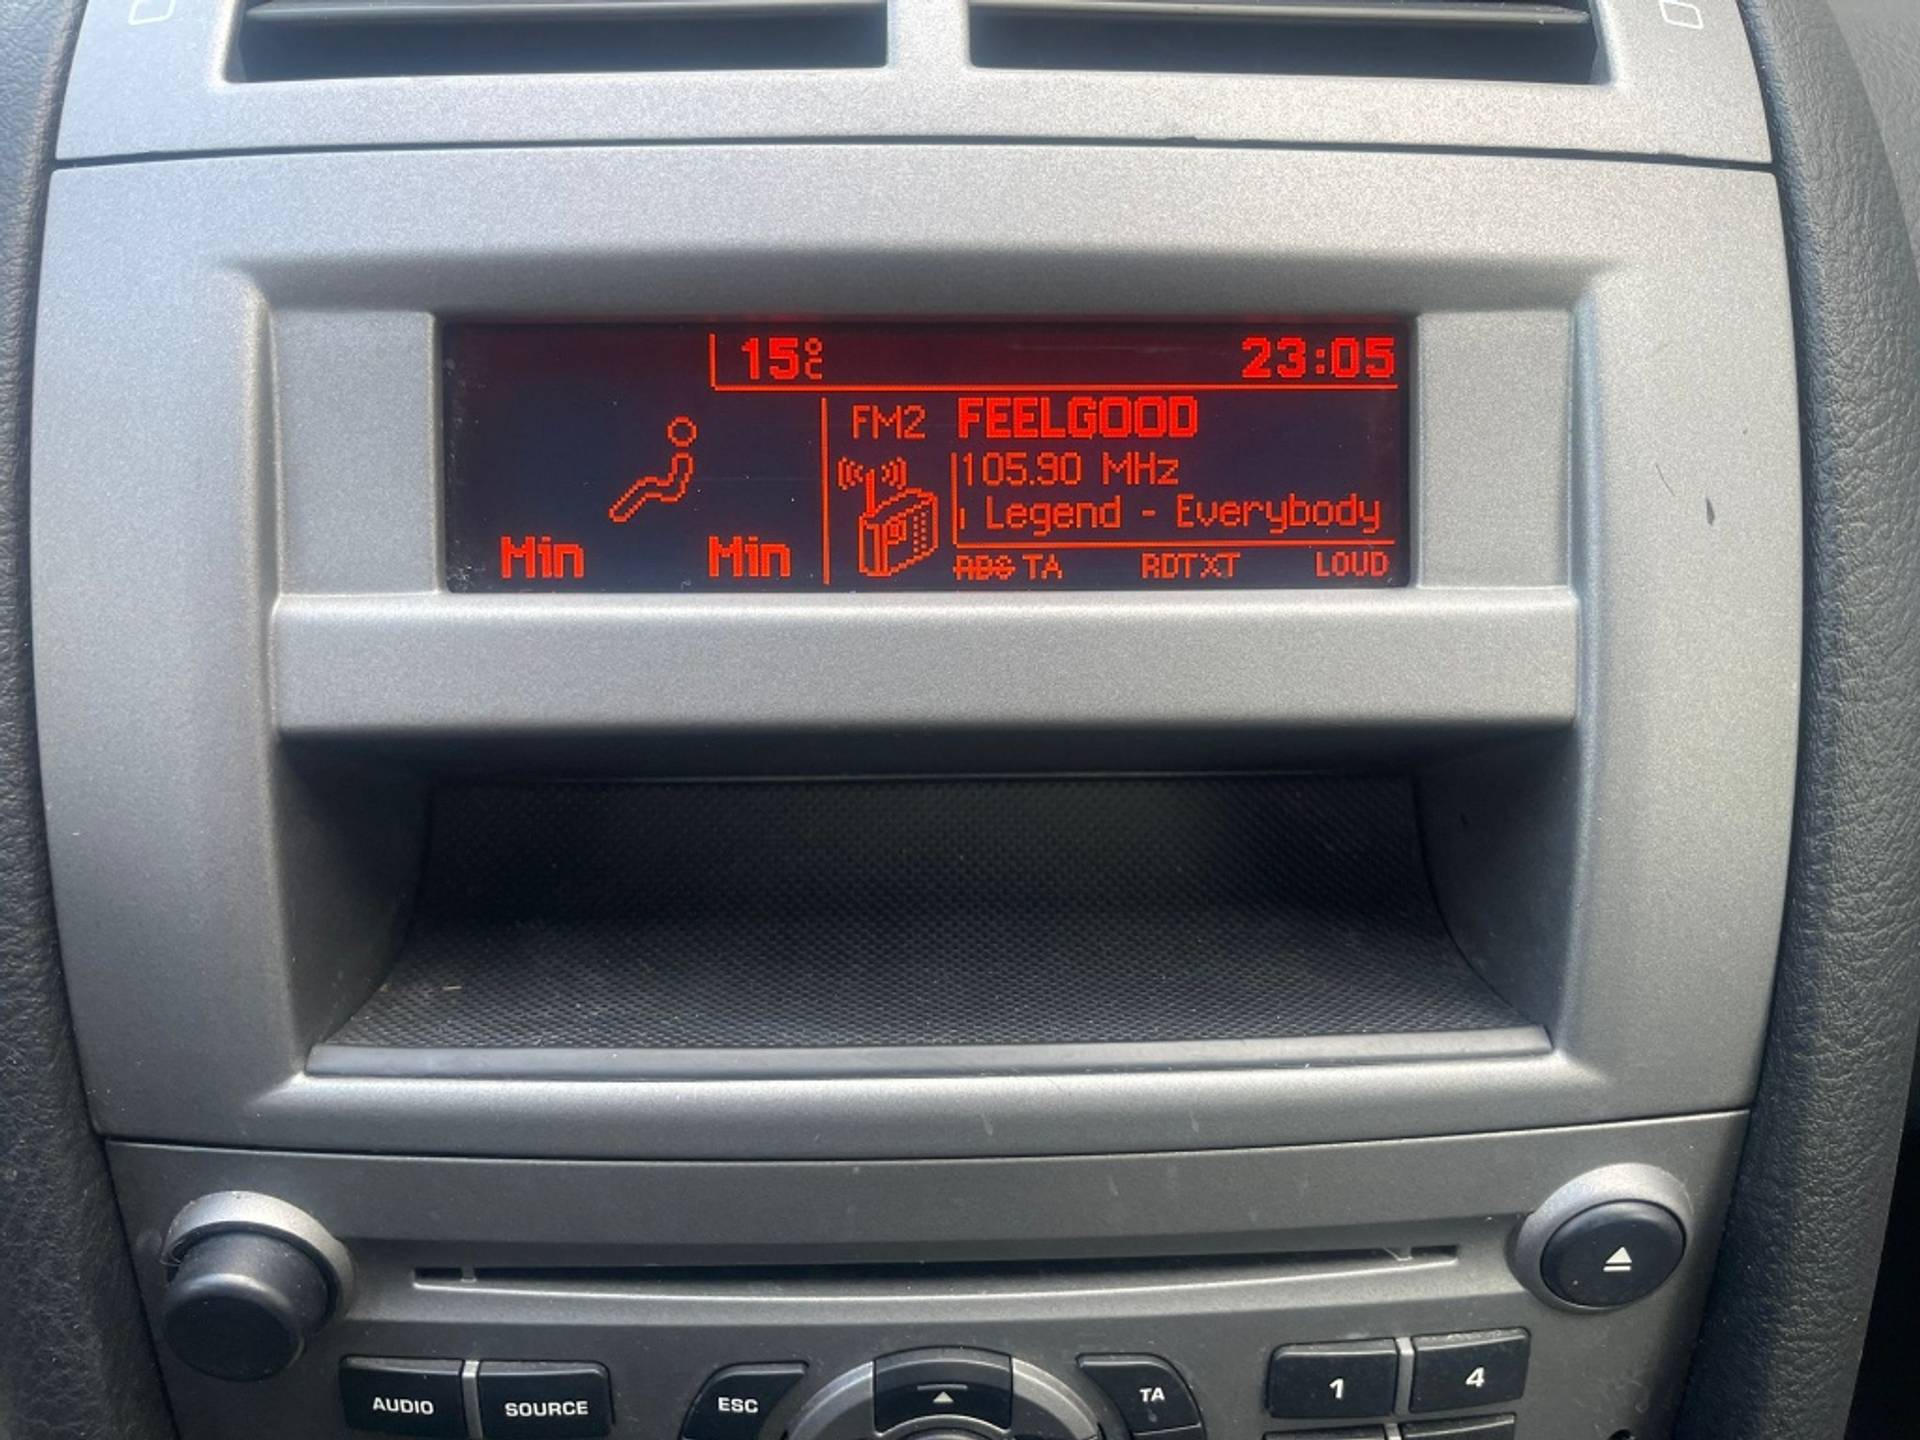 15°C 23:05
FM2 FEELGOOD
105.90 MHz
Legend - Everybody
Min Min RDS TA RDTXT LOUD
AUDIO SOURCE ESC TA 1 4